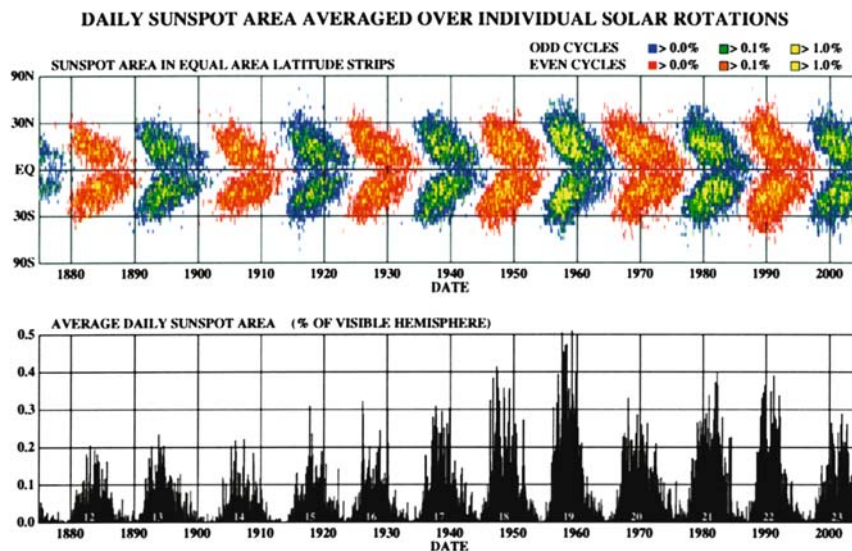 DAILY SUNSPOT AREA AVERAGED OVER INDIVIDUAL SOLAR ROTATIONS
SUNSPOT AREA IN EQUAL AREA LATITUDE STRIPS
ODD CYCLES > 0.0% > 0.1% > 1.0%
EVEN CYCLES > 0.0% > 0.1% > 1.0%
90N
30N
EQ
30S
90S
1880 1890 1900 1910 1920 1930 1940 1950 1960 1970 1980 1990 2000
DATE
AVERAGE DAILY SUNSPOT AREA (% OF VISIBLE HEMISPHERE)
0.5
0.4
0.3
0.2
0.1
0.0
12 13 14 15 16 17 18 19 20 21 22 23
1880 1890 1900 1910 1920 1930 1940 1950 1960 1970 1980 1990 2000
DATE